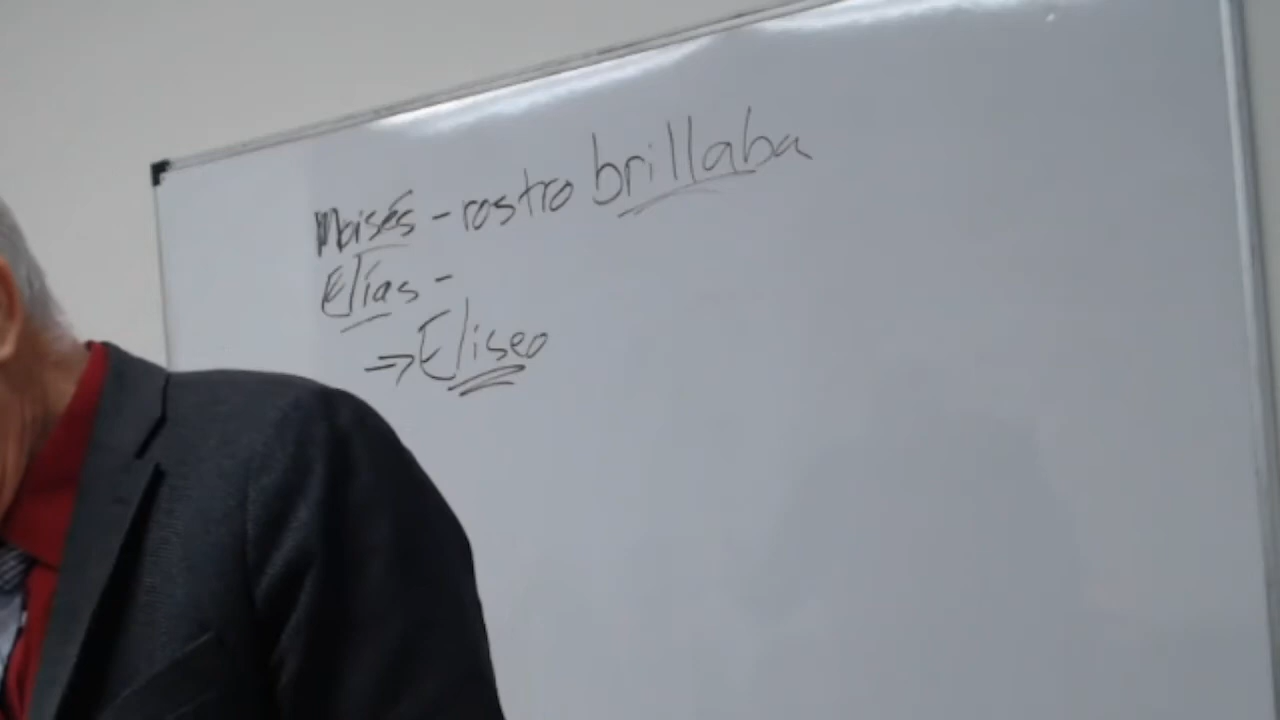 Moisés - rostro brillaba
Elías -
⇒ Eliseo